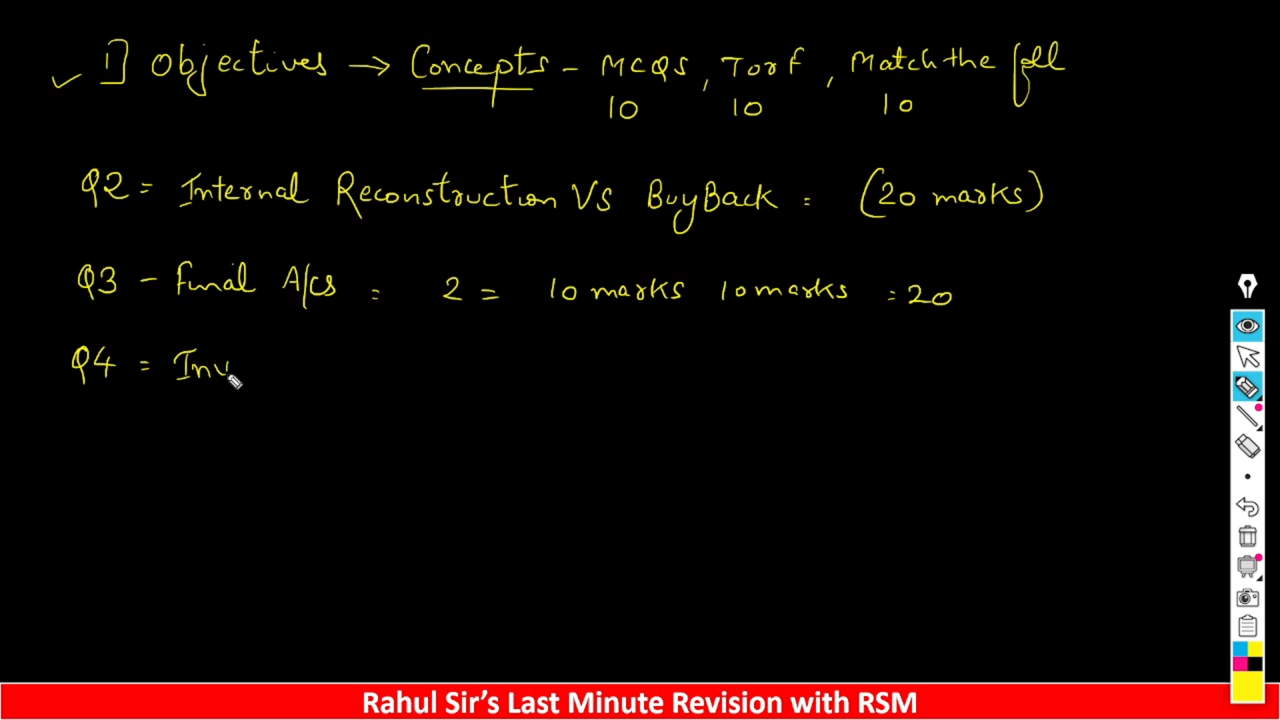 1] Objectives → Concepts - MCQS, Torf, Match the foll
10 10 10
Q2 = Internal Reconstruction VS BuyBack = (20 marks)
Q3 - Final A/cs = 2 = 10 marks 10 marks = 20
Q4 = Inv
Rahul Sir's Last Minute Revision with RSM